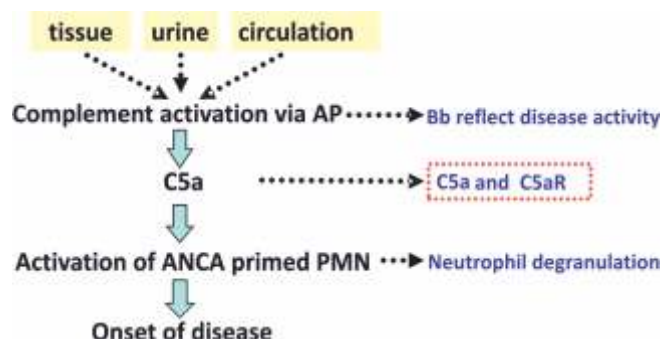 tissue urine circulation
Complement activation via AP Bb reflect disease activity
C5a C5a and C5aR
Activation of ANCA primed PMN Neutrophil degranulation
Onset of disease